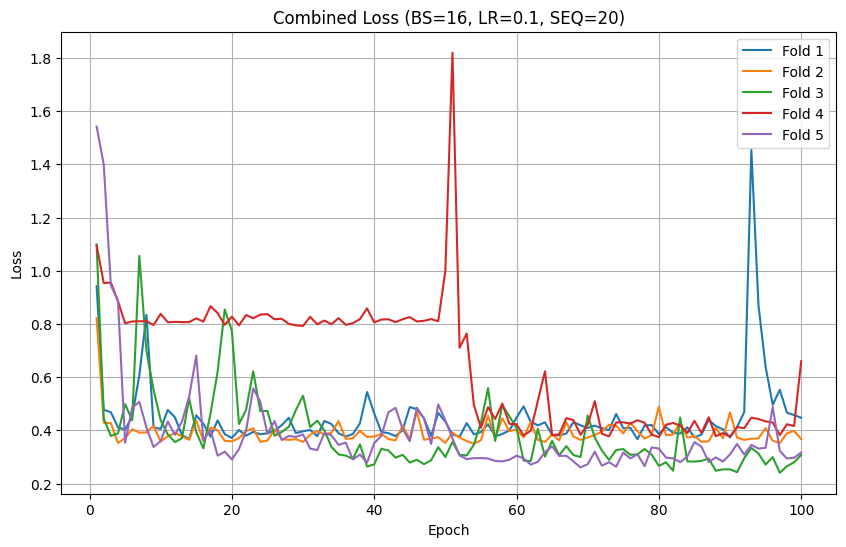 Combined Loss (BS=16, LR=0.1, SEQ=20)
Fold 1
Fold 2
Fold 3
Fold 4
Fold 5
Loss
1.8
1.6
1.4
1.2
1.0
0.8
0.6
0.4
0.2
0 20 40 60 80 100
Epoch